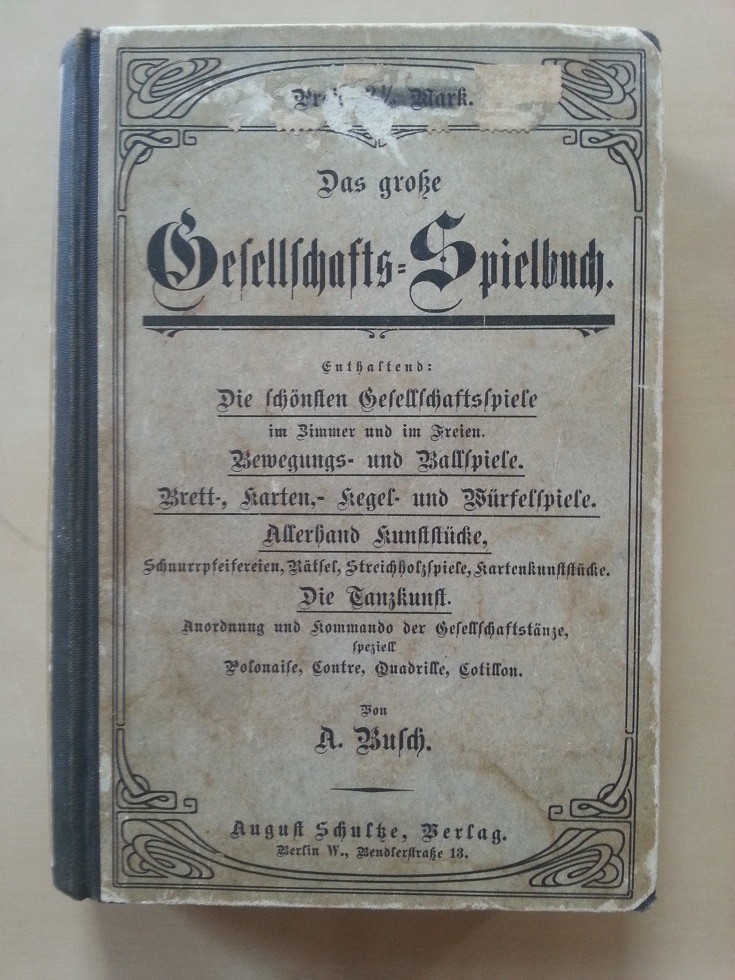 Mark.
Das große
Gesellschafts-Spielbuch.
Enthaltend:
Die schönsten Gesellschaftsspiele
im Zimmer und im Freien.
Bewegungs- und Ballspiele.
Brett-, Karten,- Kegel- und Würfelspiele.
Allerhand Kunststücke,
Schnurrpfeifereien, Rätsel, Streichholzspiele, Kartenkunststücke.
Die Tanzkunst.
Anordnung und Kommando der Gesellschaftstänze,
speziell
Polonaise, Contre, Quadrille, Cotillon.
Von
A. Busch.
August Schultze, Verlag.
Berlin W., Bendlerstraße 13.